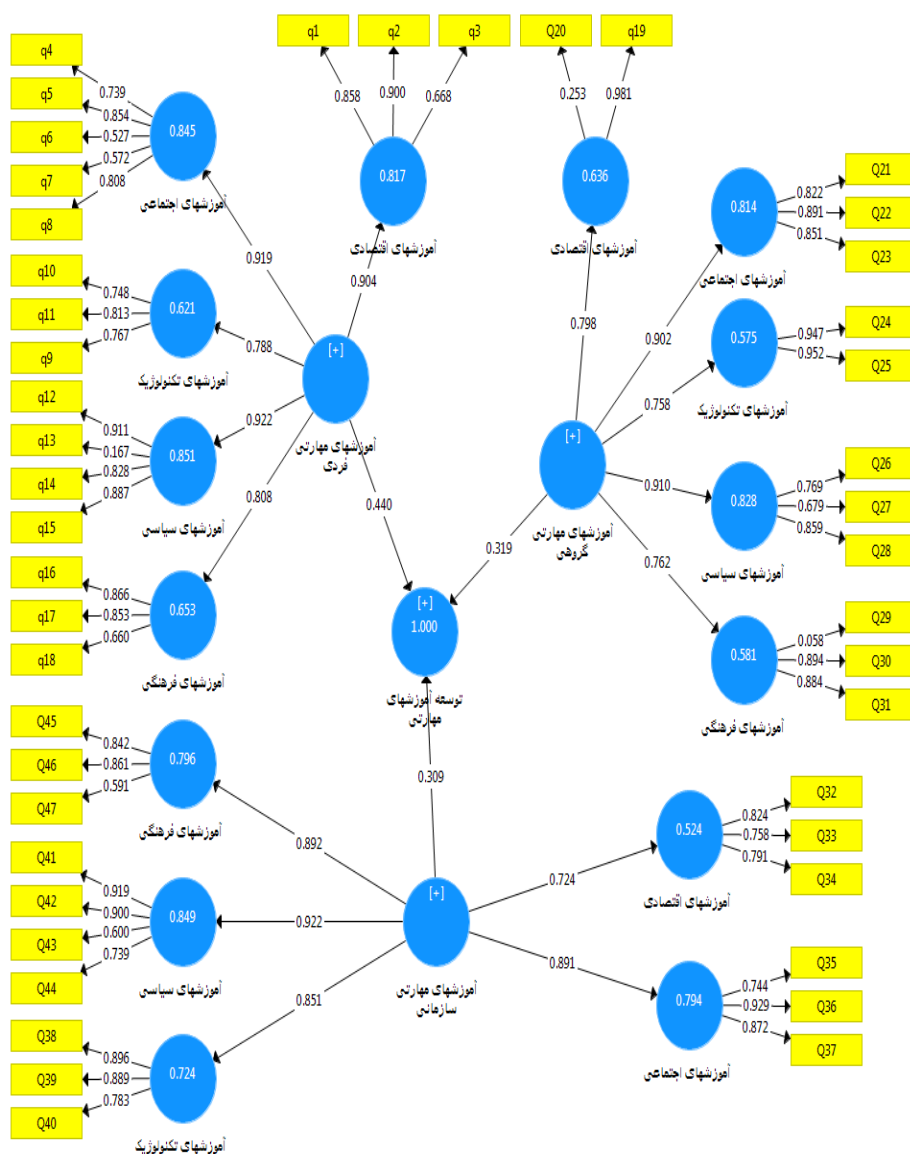 q1
q2
q3
Q20
q19
q4
q5
q6
q7
q8
0.739
0.854
0.527
0.572
0.808
0.845
آموزشهای اجتماعی
0.858
0.900
0.668
0.817
آموزشهای اقتصادی
0.253
0.981
0.636
آموزشهای اقتصادی
Q21
Q22
Q23
0.822
0.891
0.851
0.814
آموزشهای اجتماعی
0.919
0.904
0.798
0.902
q10
q11
q9
0.748
0.813
0.767
0.621
آموزشهای تکنولوژیک
0.788
Q24
Q25
0.947
0.952
0.575
آموزشهای تکنولوژیک
0.758
q12
q13
q14
q15
0.911
0.167
0.828
0.887
0.851
آموزشهای سیاسی
0.922
[+]
آموزشهای مهارتی
فردی
0.808
0.440
[+]
آموزشهای مهارتی
گروهی
0.910
0.319
0.762
Q26
Q27
Q28
0.769
0.679
0.859
0.828
آموزشهای سیاسی
q16
q17
q18
0.866
0.853
0.660
0.653
آموزشهای فرهنگی
[+]
1.000
توسعه آموزشهای
مهارتی
Q29
Q30
Q31
0.058
0.894
0.884
0.581
آموزشهای فرهنگی
Q45
Q46
Q47
0.842
0.861
0.591
0.796
آموزشهای فرهنگی
0.309
0.892
Q32
Q33
Q34
0.824
0.758
0.791
0.524
آموزشهای اقتصادی
0.724
Q41
Q42
Q43
Q44
0.919
0.900
0.600
0.739
0.849
آموزشهای سیاسی
0.922
[+]
آموزشهای مهارتی
سازمانی
0.891
0.851
Q35
Q36
Q37
0.744
0.929
0.872
0.794
آموزشهای اجتماعی
Q38
Q39
Q40
0.896
0.889
0.783
0.724
آموزشهای تکنولوژیک